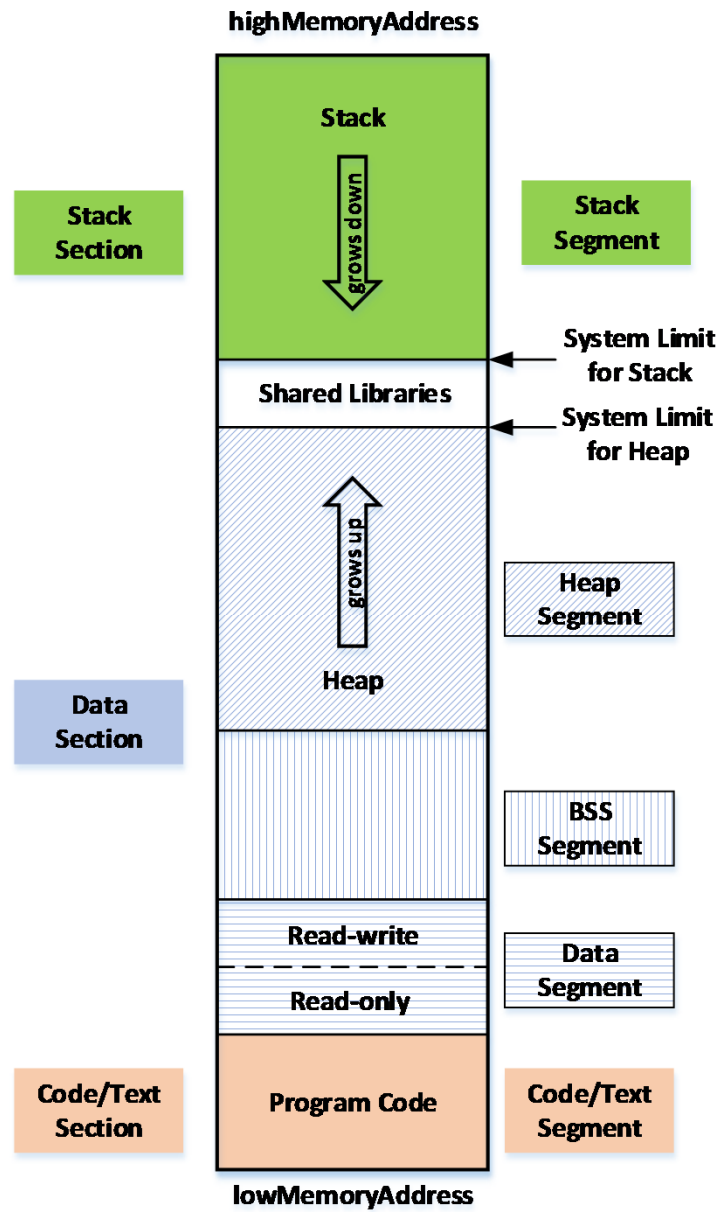 highMemoryAddress
Stack
grows down
Stack
Section
Stack
Segment
System Limit
for Stack
Shared Libraries
System Limit
for Heap
grows up
Heap
Segment
Heap
Data
Section
BSS
Segment
Read-write
Data
Segment
Read-only
Code/Text
Section
Program Code
Code/Text
Segment
lowMemoryAddress